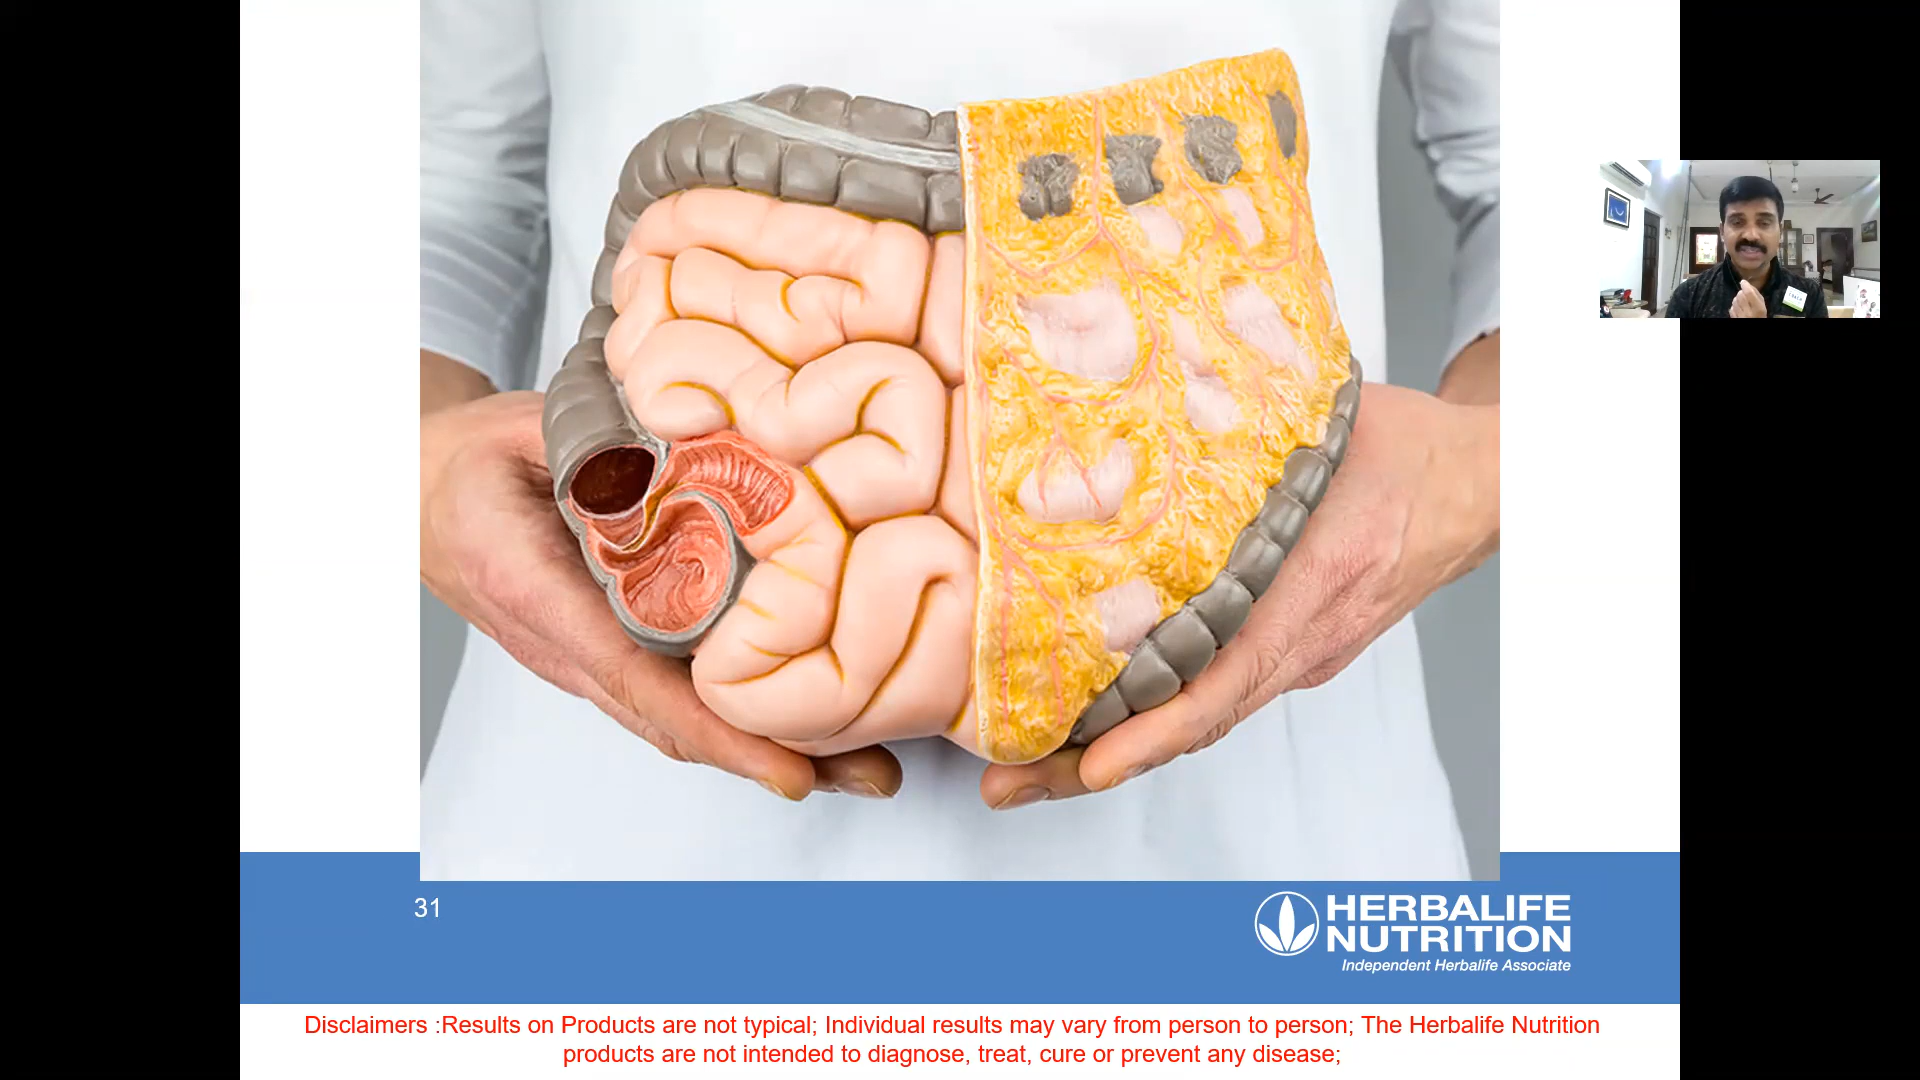 31
HERBALIFE
NUTRITION
Independent Herbalife Associate
Disclaimers :Results on Products are not typical; Individual results may vary from person to person; The Herbalife Nutrition
products are not intended to diagnose, treat, cure or prevent any disease;